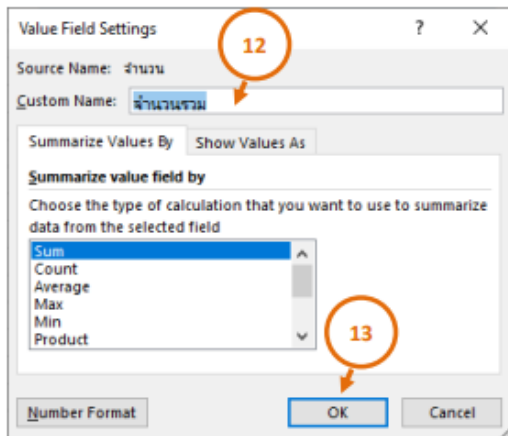 Value Field Settings ? ×
12
Source Name: จำนวน
Custom Name: จำนวนรวม
Summarize Values By Show Values As
Summarize value field by
Choose the type of calculation that you want to use to summarize
data from the selected field
Sum
Count
Average
Max
Min
Product
13
Number Format OK Cancel